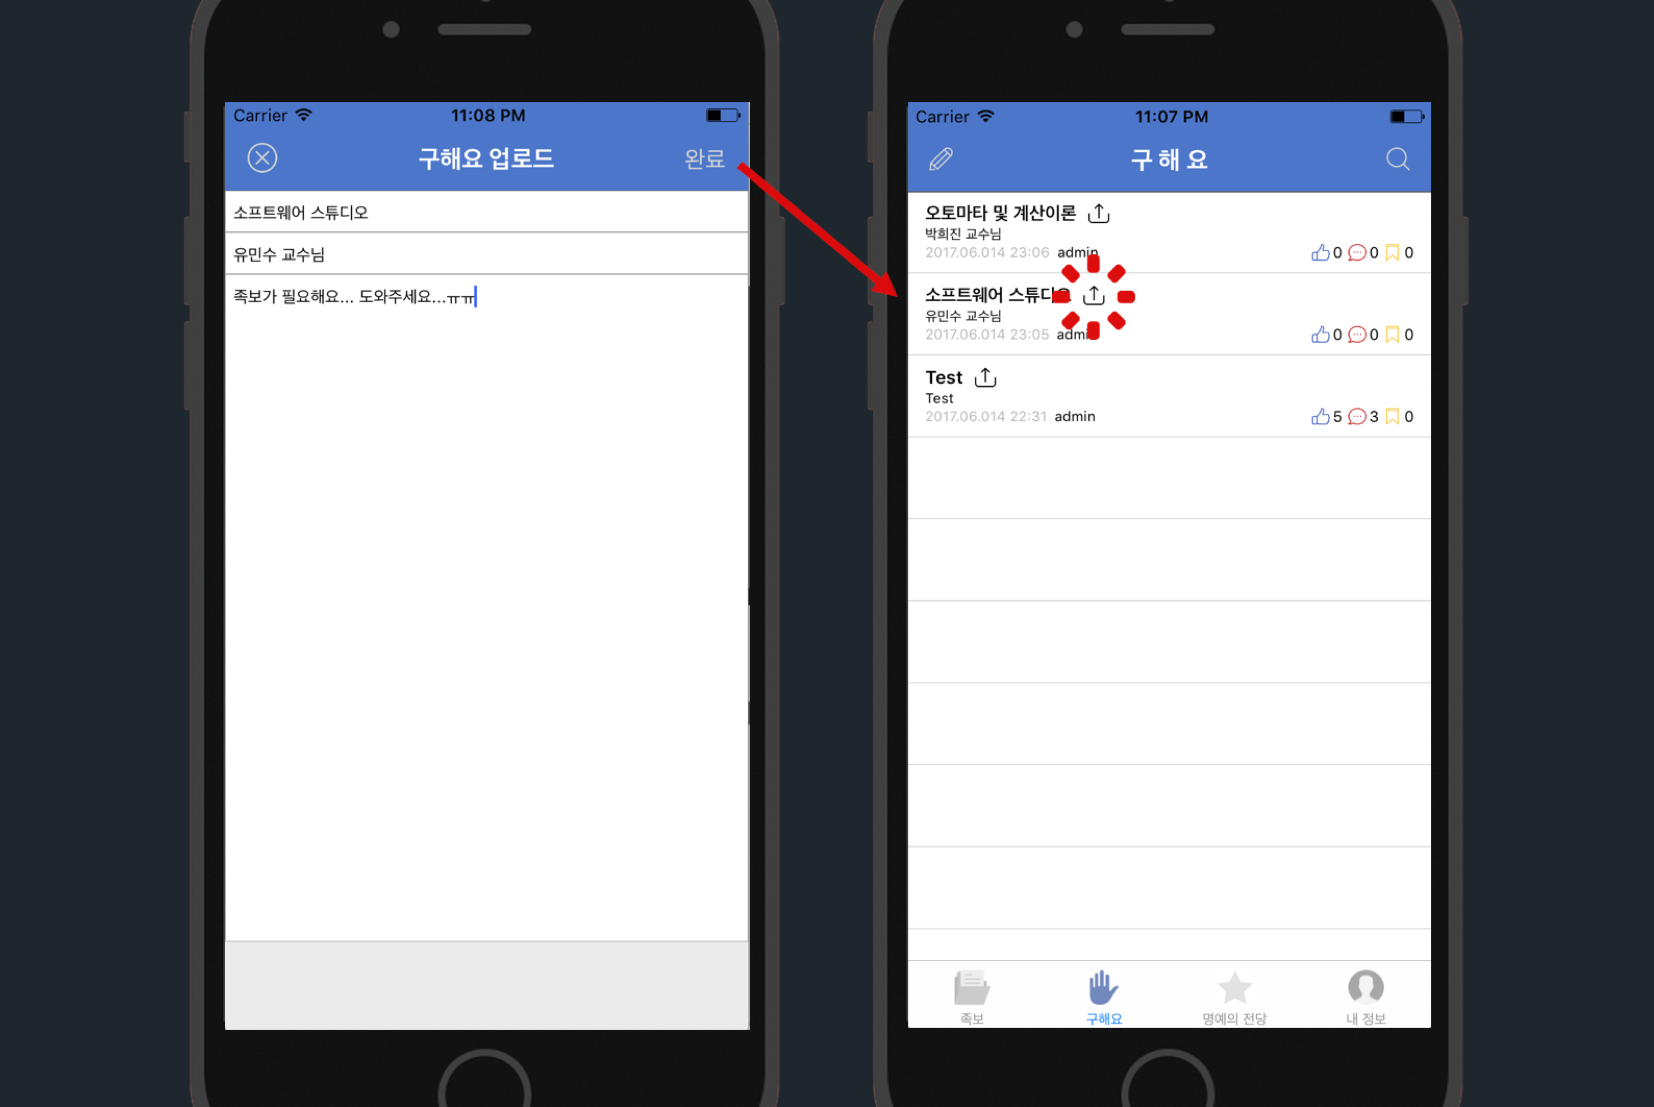 Carrier 11:08 PM
구해요 업로드 완료
소프트웨어 스튜디오
유민수 교수님
족보가 필요해요... 도와주세요...ㅠㅠ
Carrier 11:07 PM
구 해 요
오토마타 및 계산이론
박희진 교수님
2017.06.014 23:06 admin 0 0 0
소프트웨어 스튜디오
유민수 교수님
2017.06.014 23:05 admin 0 0 0
Test
Test
2017.06.014 22:31 admin 5 3 0
족보 구해요 명예의 전당 내 정보